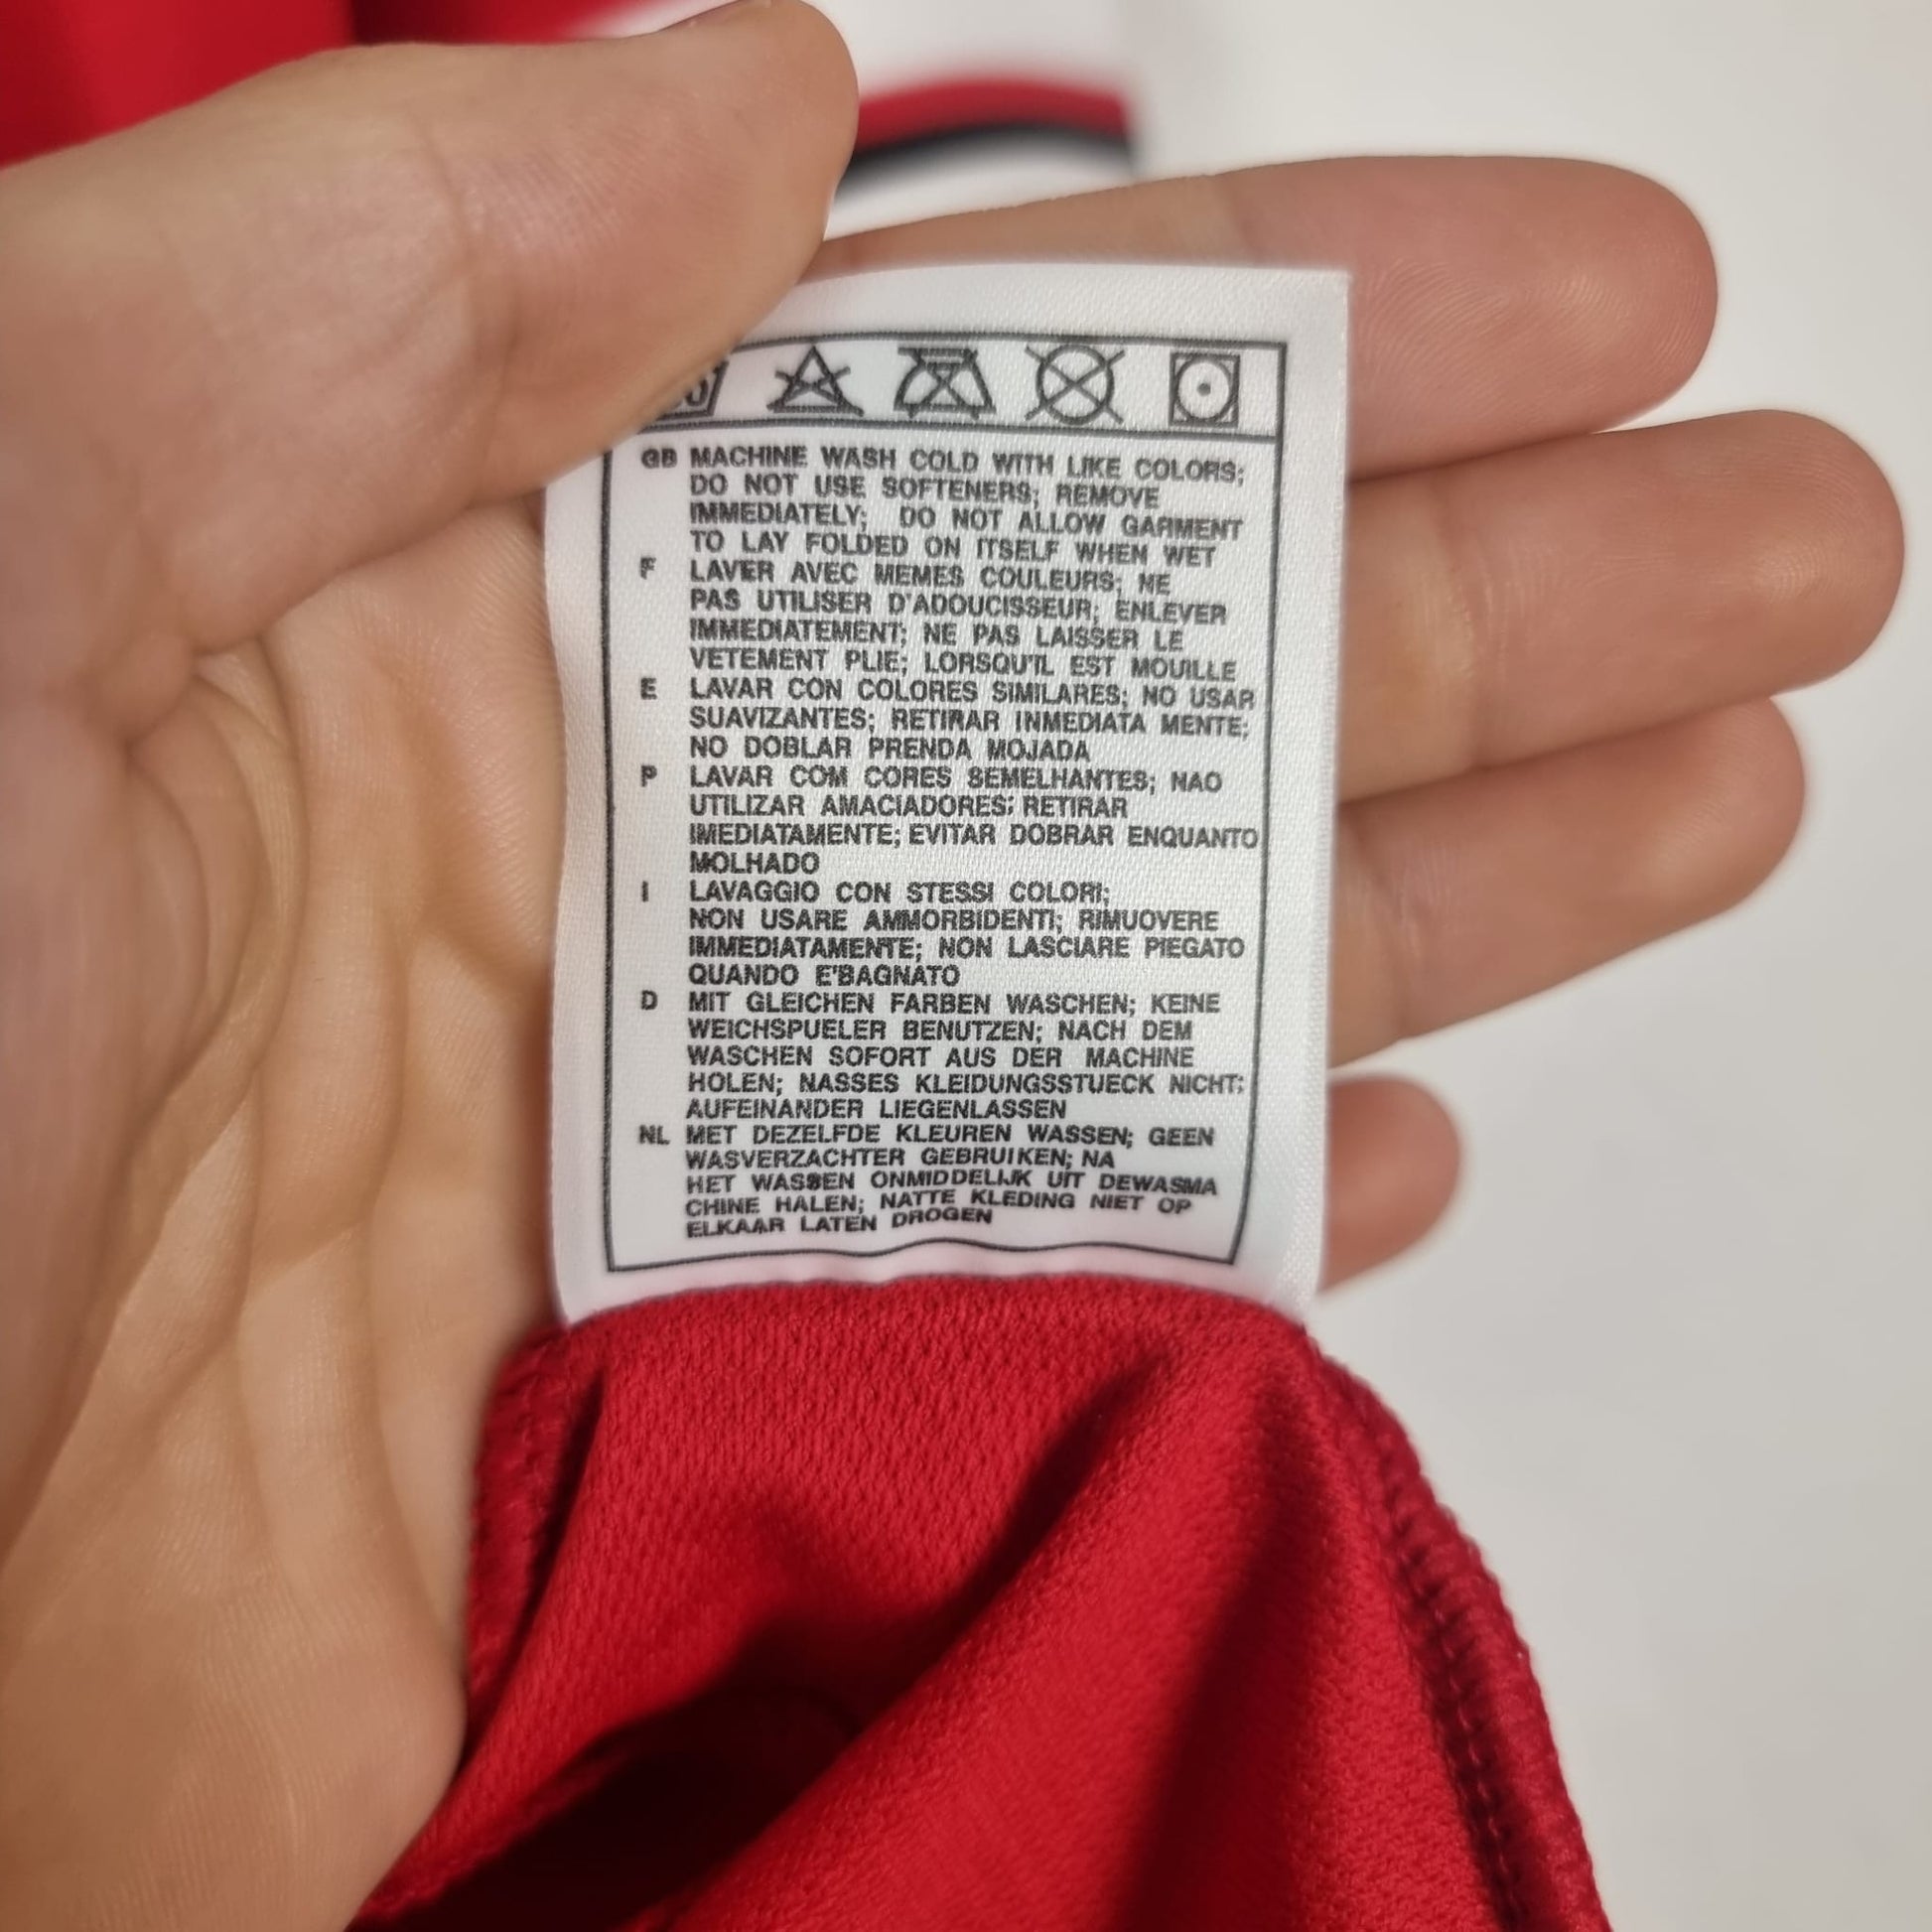 GB MACHINE WASH COLD WITH LIKE COLORS;
DO NOT USE SOFTENERS; REMOVE
IMMEDIATELY; DO NOT ALLOW GARMENT
TO LAY FOLDED ON ITSELF WHEN WET
F LAVER AVEC MEMES COULEURS; NE
PAS UTILISER D'ADOUCISSEUR; ENLEVER
IMMEDIATEMENT; NE PAS LAISSER LE
VETEMENT PLIE; LORSQU'IL EST MOUILLE
E LAVAR CON COLORES SIMILARES; NO USAR
SUAVIZANTES; RETIRAR INMEDIATA MENTE;
NO DOBLAR PRENDA MOJADA
P LAVAR COM CORES SEMELHANTES; NAO
UTILIZAR AMACIADORES; RETIRAR
IMEDIATAMENTE; EVITAR DOBRAR ENQUANTO
MOLHADO
I LAVAGGIO CON STESSI COLORI;
NON USARE AMMORBIDENTI; RIMUOVERE
IMMEDIATAMENTE; NON LASCIARE PIEGATO
QUANDO E'BAGNATO
D MIT GLEICHEN FARBEN WASCHEN; KEINE
WEICHSPUELER BENUTZEN; NACH DEM
WASCHEN SOFORT AUS DER MACHINE
HOLEN; NASSES KLEIDUNGSSTUECK NICHT;
AUFEINANDER LIEGENLASSEN
NL MET DEZELFDE KLEUREN WASSEN; GEEN
WASVERZACHTER GEBRUIKEN; NA
HET WASSEN ONMIDDELIJK UIT DEWASMA
CHINE HALEN; NATTE KLEDING NIET OP
ELKAAR LATEN DROGEN